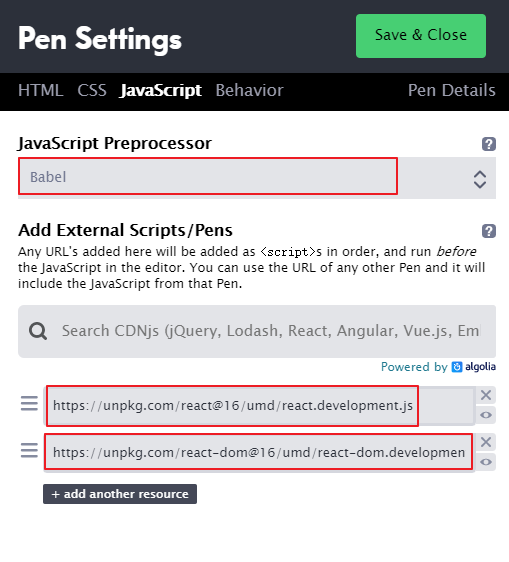 Pen Settings
Save & Close
HTML CSS JavaScript Behavior Pen Details
JavaScript Preprocessor ?
Babel
Add External Scripts/Pens ?
Any URL's added here will be added as <script>s in order, and run before
the JavaScript in the editor. You can use the URL of any other Pen and it will
include the JavaScript from that Pen.
Search CDNjs (jQuery, Lodash, React, Angular, Vue.js, Em
Powered by algolia
https://unpkg.com/react@16/umd/react.development.js
https://unpkg.com/react-dom@16/umd/react-dom.developmen
+ add another resource